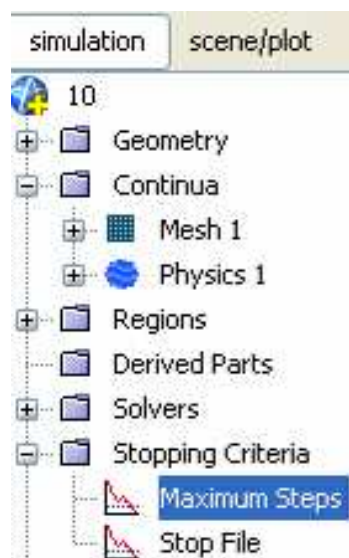 simulation scene/plot
10
Geometry
Continua
Mesh 1
Physics 1
Regions
Derived Parts
Solvers
Stopping Criteria
Maximum Steps
Stop File